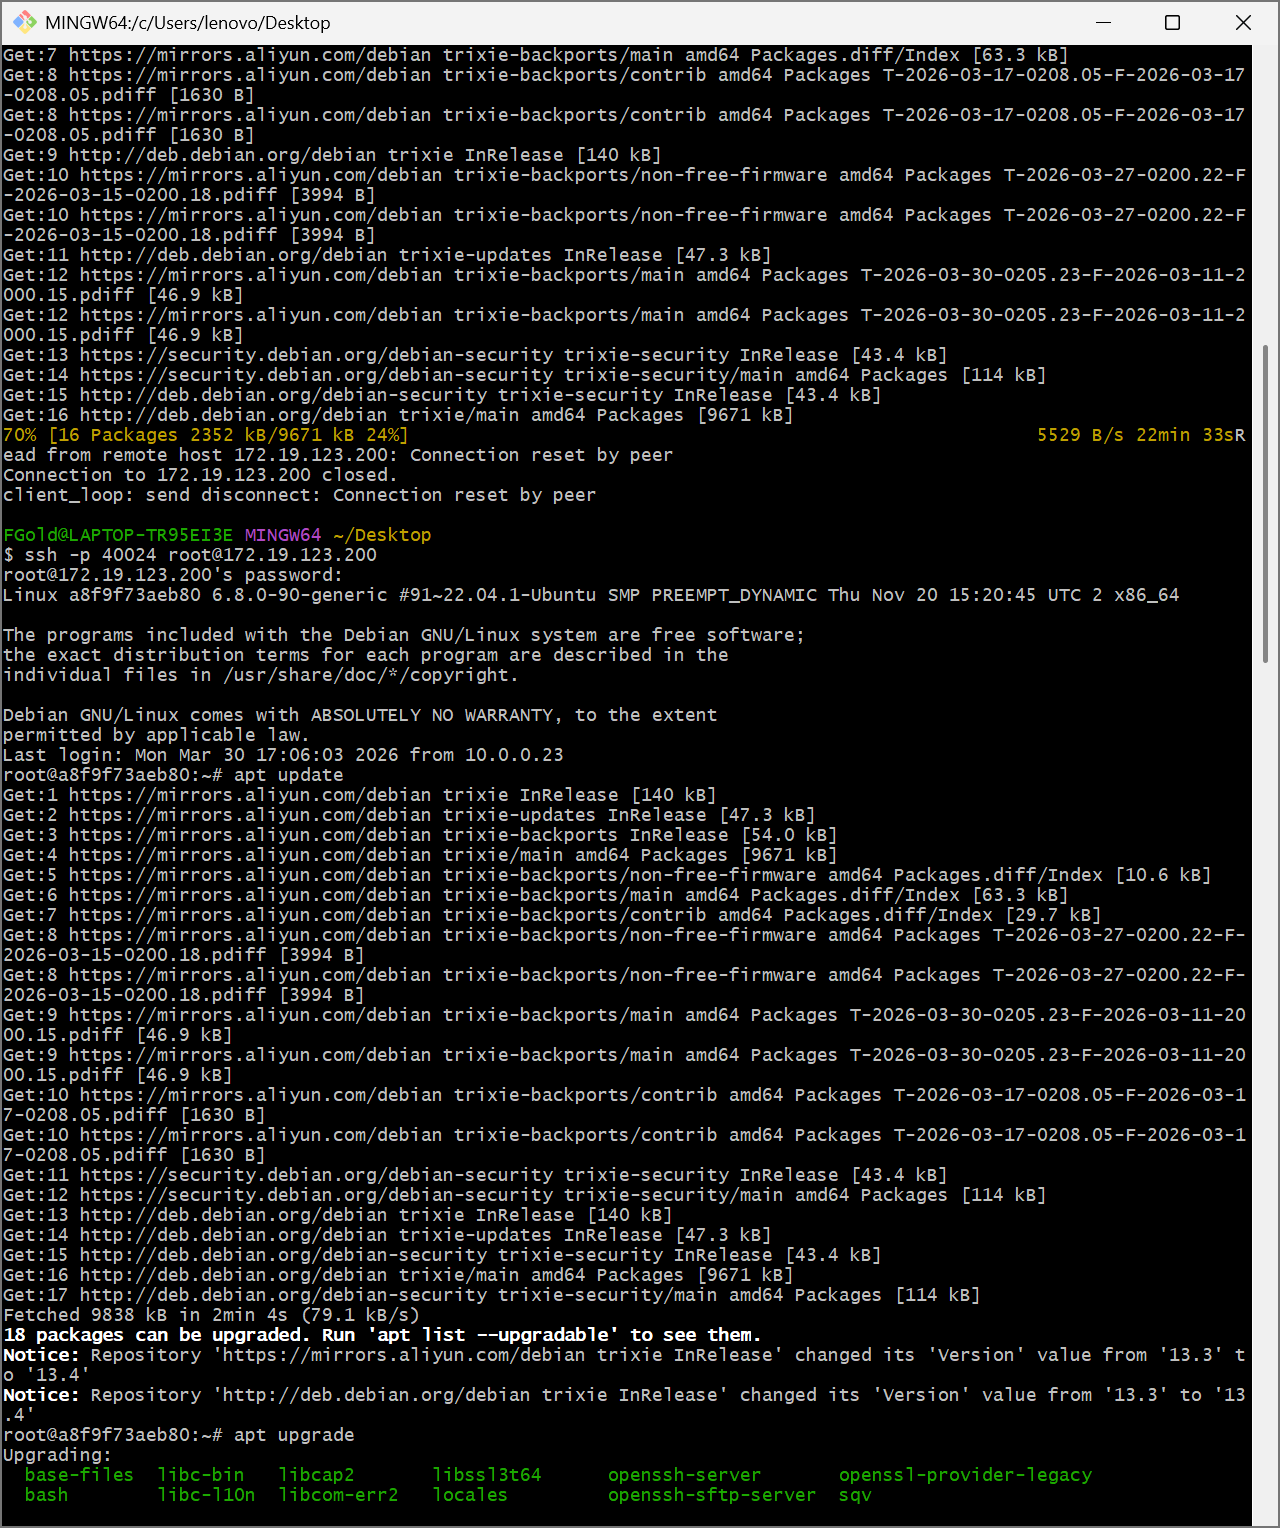 MINGW64:/c/Users/lenovo/Desktop
Get:7 https://mirrors.aliyun.com/debian trixie-backports/main amd64 Packages.diff/Index [63.3 kB]
Get:8 https://mirrors.aliyun.com/debian trixie-backports/contrib amd64 Packages T-2026-03-17-0208.05-F-2026-03-17
-0208.05.pdiff [1630 B]
Get:8 https://mirrors.aliyun.com/debian trixie-backports/contrib amd64 Packages T-2026-03-17-0208.05-F-2026-03-17
-0208.05.pdiff [1630 B]
Get:9 http://deb.debian.org/debian trixie InRelease [140 kB]
Get:10 https://mirrors.aliyun.com/debian trixie-backports/non-free-firmware amd64 Packages T-2026-03-27-0200.22-F
-2026-03-15-0200.18.pdiff [3994 B]
Get:10 https://mirrors.aliyun.com/debian trixie-backports/non-free-firmware amd64 Packages T-2026-03-27-0200.22-F
-2026-03-15-0200.18.pdiff [3994 B]
Get:11 http://deb.debian.org/debian trixie-updates InRelease [47.3 kB]
Get:12 https://mirrors.aliyun.com/debian trixie-backports/main amd64 Packages T-2026-03-30-0205.23-F-2026-03-11-2
000.15.pdiff [46.9 kB]
Get:12 https://mirrors.aliyun.com/debian trixie-backports/main amd64 Packages T-2026-03-30-0205.23-F-2026-03-11-2
000.15.pdiff [46.9 kB]
Get:13 https://security.debian.org/debian-security trixie-security InRelease [43.4 kB]
Get:14 https://security.debian.org/debian-security trixie-security/main amd64 Packages [114 kB]
Get:15 http://deb.debian.org/debian-security trixie-security InRelease [43.4 kB]
Get:16 http://deb.debian.org/debian trixie/main amd64 Packages [9671 kB]
70% [16 Packages 2352 kB/9671 kB 24%] 5529 B/s 22min 33sR
ead from remote host 172.19.123.200: Connection reset by peer
Connection to 172.19.123.200 closed.
client_loop: send disconnect: Connection reset by peer
FGold@LAPTOP-TR95EI3E MINGW64 ~/Desktop
$ ssh -p 40024 root@172.19.123.200
root@172.19.123.200's password:
Linux a8f9f73aeb80 6.8.0-90-generic #91~22.04.1-Ubuntu SMP PREEMPT_DYNAMIC Thu Nov 20 15:20:45 UTC 2 x86_64
The programs included with the Debian GNU/Linux system are free software;
the exact distribution terms for each program are described in the
individual files in /usr/share/doc/*/copyright.
Debian GNU/Linux comes with ABSOLUTELY NO WARRANTY, to the extent
permitted by applicable law.
Last login: Mon Mar 30 17:06:03 2026 from 10.0.0.23
root@a8f9f73aeb80:~# apt update
Get:1 https://mirrors.aliyun.com/debian trixie InRelease [140 kB]
Get:2 https://mirrors.aliyun.com/debian trixie-updates InRelease [47.3 kB]
Get:3 https://mirrors.aliyun.com/debian trixie-backports InRelease [54.0 kB]
Get:4 https://mirrors.aliyun.com/debian trixie/main amd64 Packages [9671 kB]
Get:5 https://mirrors.aliyun.com/debian trixie-backports/non-free-firmware amd64 Packages.diff/Index [10.6 kB]
Get:6 https://mirrors.aliyun.com/debian trixie-backports/main amd64 Packages.diff/Index [63.3 kB]
Get:7 https://mirrors.aliyun.com/debian trixie-backports/contrib amd64 Packages.diff/Index [29.7 kB]
Get:8 https://mirrors.aliyun.com/debian trixie-backports/non-free-firmware amd64 Packages T-2026-03-27-0200.22-F-
2026-03-15-0200.18.pdiff [3994 B]
Get:8 https://mirrors.aliyun.com/debian trixie-backports/non-free-firmware amd64 Packages T-2026-03-27-0200.22-F-
2026-03-15-0200.18.pdiff [3994 B]
Get:9 https://mirrors.aliyun.com/debian trixie-backports/main amd64 Packages T-2026-03-30-0205.23-F-2026-03-11-20
00.15.pdiff [46.9 kB]
Get:9 https://mirrors.aliyun.com/debian trixie-backports/main amd64 Packages T-2026-03-30-0205.23-F-2026-03-11-20
00.15.pdiff [46.9 kB]
Get:10 https://mirrors.aliyun.com/debian trixie-backports/contrib amd64 Packages T-2026-03-17-0208.05-F-2026-03-1
7-0208.05.pdiff [1630 B]
Get:10 https://mirrors.aliyun.com/debian trixie-backports/contrib amd64 Packages T-2026-03-17-0208.05-F-2026-03-1
7-0208.05.pdiff [1630 B]
Get:11 https://security.debian.org/debian-security trixie-security InRelease [43.4 kB]
Get:12 https://security.debian.org/debian-security trixie-security/main amd64 Packages [114 kB]
Get:13 http://deb.debian.org/debian trixie InRelease [140 kB]
Get:14 http://deb.debian.org/debian trixie-updates InRelease [47.3 kB]
Get:15 http://deb.debian.org/debian-security trixie-security InRelease [43.4 kB]
Get:16 http://deb.debian.org/debian trixie/main amd64 Packages [9671 kB]
Get:17 http://deb.debian.org/debian-security trixie-security/main amd64 Packages [114 kB]
Fetched 9838 kB in 2min 4s (79.1 kB/s)
18 packages can be upgraded. Run 'apt list --upgradable' to see them.
Notice: Repository 'https://mirrors.aliyun.com/debian trixie InRelease' changed its 'Version' value from '13.3' t
o '13.4'
Notice: Repository 'http://deb.debian.org/debian trixie InRelease' changed its 'Version' value from '13.3' to '13
.4'
root@a8f9f73aeb80:~# apt upgrade
Upgrading:
base-files libc-bin libcap2 libssl3t64 openssh-server openssl-provider-legacy
bash libc-l10n libcom-err2 locales openssh-sftp-server sqv